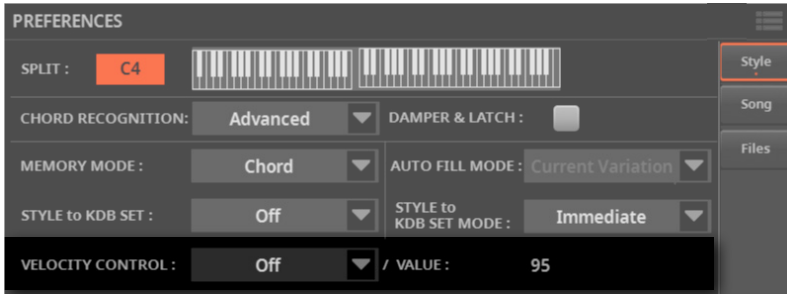 PREFERENCES
SPLIT : C4
Style
Song
CHORD RECOGNITION: Advanced DAMPER & LATCH :
Files
MEMORY MODE : Chord AUTO FILL MODE : Current Variation
STYLE to KDB SET : Off STYLE to
KDB SET MODE : Immediate
VELOCITY CONTROL : Off / VALUE : 95